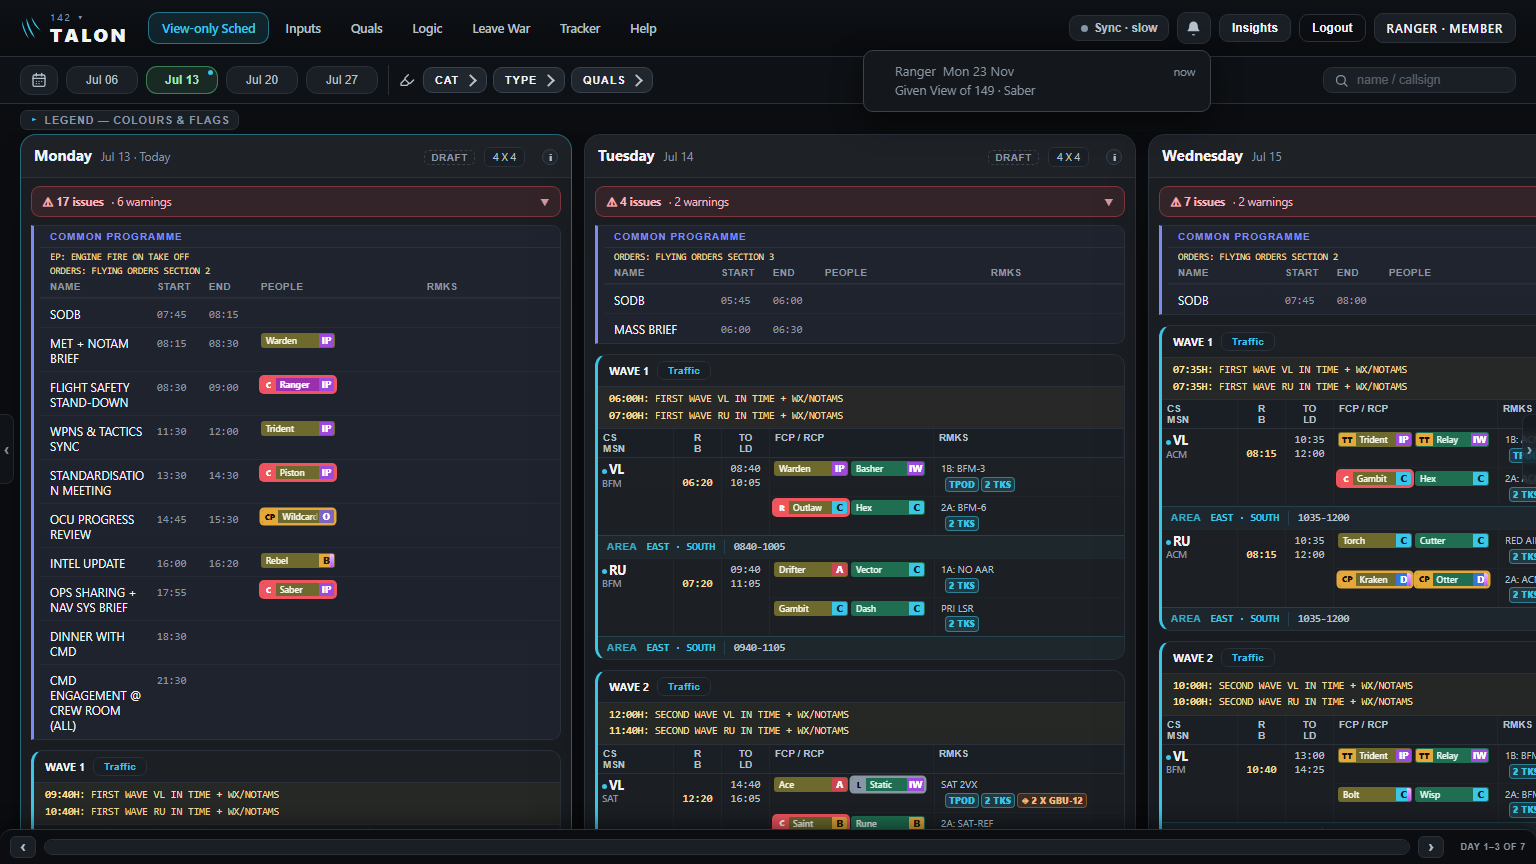 142
TALON
View-only Sched
Inputs
Quals
Logic
Leave War
Tracker
Help
Sync · slow
Insights
Logout
RANGER · MEMBER
Jul 06
Jul 13
Jul 20
Jul 27
CAT
TYPE
QUALS
Ranger Mon 23 Nov
now
Given View of 149 · Saber
name / callsign
LEGEND — COLOURS & FLAGS
Monday Jul 13 · Today
DRAFT
4 X 4
17 issues · 6 warnings
COMMON PROGRAMME
EP: ENGINE FIRE ON TAKE OFF
ORDERS: FLYING ORDERS SECTION 2
NAME START END PEOPLE RMKS
SODB 07:45 08:15
MET + NOTAM BRIEF 08:15 08:30 Warden IP
FLIGHT SAFETY STAND-DOWN 08:30 09:00 C Ranger IP
WPNS & TACTICS SYNC 11:30 12:00 Trident IP
STANDARDISATIO
N MEETING 13:30 14:30 C Piston IP
OCU PROGRESS REVIEW 14:45 15:30 CP Wildcard O
INTEL UPDATE 16:00 16:20 Rebel B
OPS SHARING + NAV SYS BRIEF 17:55 C Saber IP
DINNER WITH CMD 18:30
CMD ENGAGEMENT @ CREW ROOM (ALL) 21:30
WAVE 1 Traffic
09:40H: FIRST WAVE VL IN TIME + WX/NOTAMS
10:40H: FIRST WAVE RU IN TIME + WX/NOTAMS
Tuesday Jul 14
DRAFT
4 X 4
4 issues · 2 warnings
COMMON PROGRAMME
ORDERS: FLYING ORDERS SECTION 3
NAME START END PEOPLE RMKS
SODB 05:45 06:00
MASS BRIEF 06:00 06:30
WAVE 1 Traffic
06:00H: FIRST WAVE VL IN TIME + WX/NOTAMS
07:00H: FIRST WAVE RU IN TIME + WX/NOTAMS
CS R TO FCP / RCP RMKS
MSN B LD
VL 08:40 Warden IP Basher IW 1B: BFM-3
BFM 06:20 10:05 TPOD 2 TKS
R Outlaw C Hex C 2A: BFM-6
2 TKS
AREA EAST · SOUTH 0840-1005
RU 09:40 Drifter A Vector C 1A: NO AAR
BFM 07:20 11:05 2 TKS
Gambit C Dash C PRI LSR
2 TKS
AREA EAST · SOUTH 0940-1105
WAVE 2 Traffic
12:00H: SECOND WAVE VL IN TIME + WX/NOTAMS
11:40H: SECOND WAVE RU IN TIME + WX/NOTAMS
CS R TO FCP / RCP RMKS
MSN B LD
VL 14:40 Ace A L Static IW SAT 2VX
SAT 12:20 16:05 TPOD 2 TKS 2 X GBU-12
C Saint B Rune B 2A: SAT-REF
Wednesday Jul 15
7 issues · 2 warnings
COMMON PROGRAMME
ORDERS: FLYING ORDERS SECTION 2
NAME START END PEOPLE
SODB 07:45 08:00
WAVE 1 Traffic
07:35H: FIRST WAVE VL IN TIME + WX/NOTAMS
07:35H: FIRST WAVE RU IN TIME + WX/NOTAMS
CS R TO FCP / RCP RMKS
MSN B LD
VL 10:35 TT Trident IP TT Relay IW 1B:
ACM 08:15 12:00
C Gambit C Hex C 2A:
2 TKS
AREA EAST · SOUTH 1035-1200
RU 10:35 Torch C Cutter C RED
ACM 08:15 12:00 2 TKS
CP Kraken D CP Otter D 2A:
2 TKS
AREA EAST · SOUTH 1035-1200
WAVE 2 Traffic
10:00H: SECOND WAVE VL IN TIME + WX/NOTAMS
10:00H: SECOND WAVE RU IN TIME + WX/NOTAMS
CS R TO FCP / RCP RMKS
MSN B LD
VL 13:00 TT Trident IP TT Relay IW 1B: BFM
BFM 10:40 14:25 2 TKS
Bolt C Wisp C 2A: BFM
2 TKS
DAY 1–3 OF 7